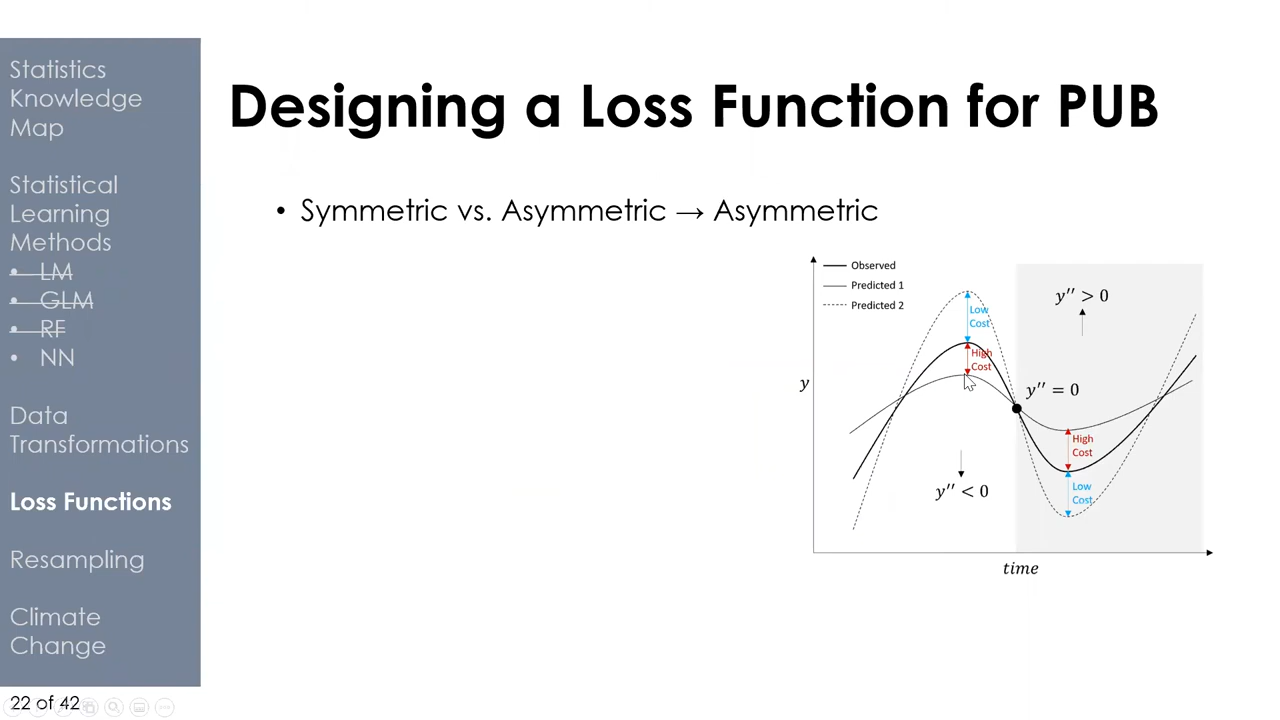 Statistics
Knowledge
Map
Statistical
Learning
Methods
• LM
• GLM
• RF
• NN
Data
Transformations
Loss Functions
Resampling
Climate
Change
22 of 42
Designing a Loss Function for PUB
• Symmetric vs. Asymmetric → Asymmetric
Observed
Predicted 1
Predicted 2
y
Low
Cost
High
Cost
y′′ > 0
y′′ = 0
y′′ < 0
High
Cost
Low
Cost
time